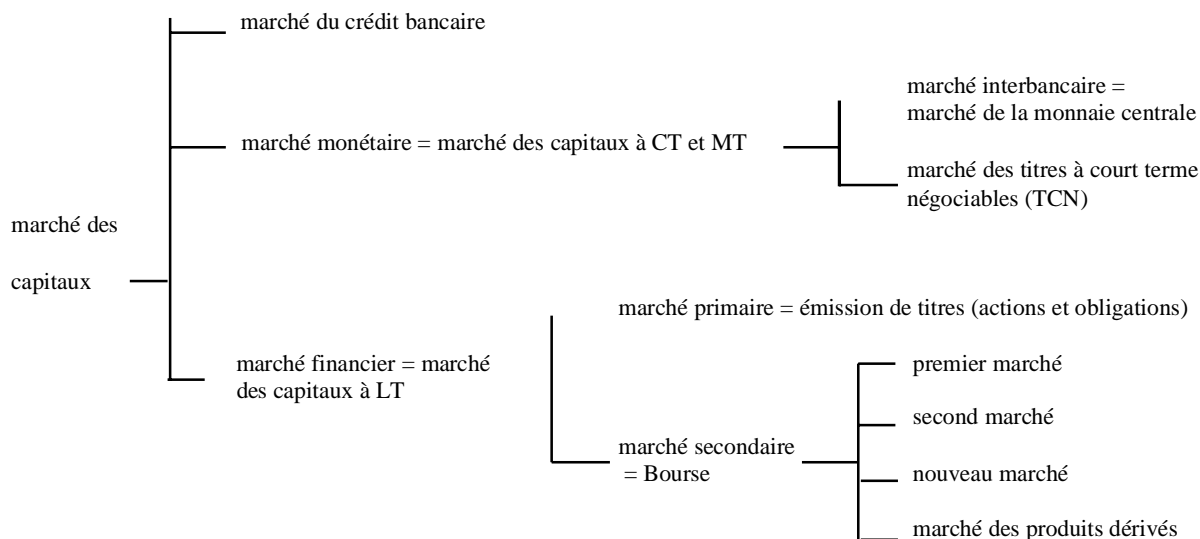 marché du crédit bancaire
marché interbancaire =
marché de la monnaie centrale
marché monétaire = marché des capitaux à CT et MT
marché des titres à court terme
négociables (TCN)
marché des
capitaux
marché primaire = émission de titres (actions et obligations)
marché financier = marché
des capitaux à LT
premier marché
second marché
marché secondaire
= Bourse
nouveau marché
marché des produits dérivés